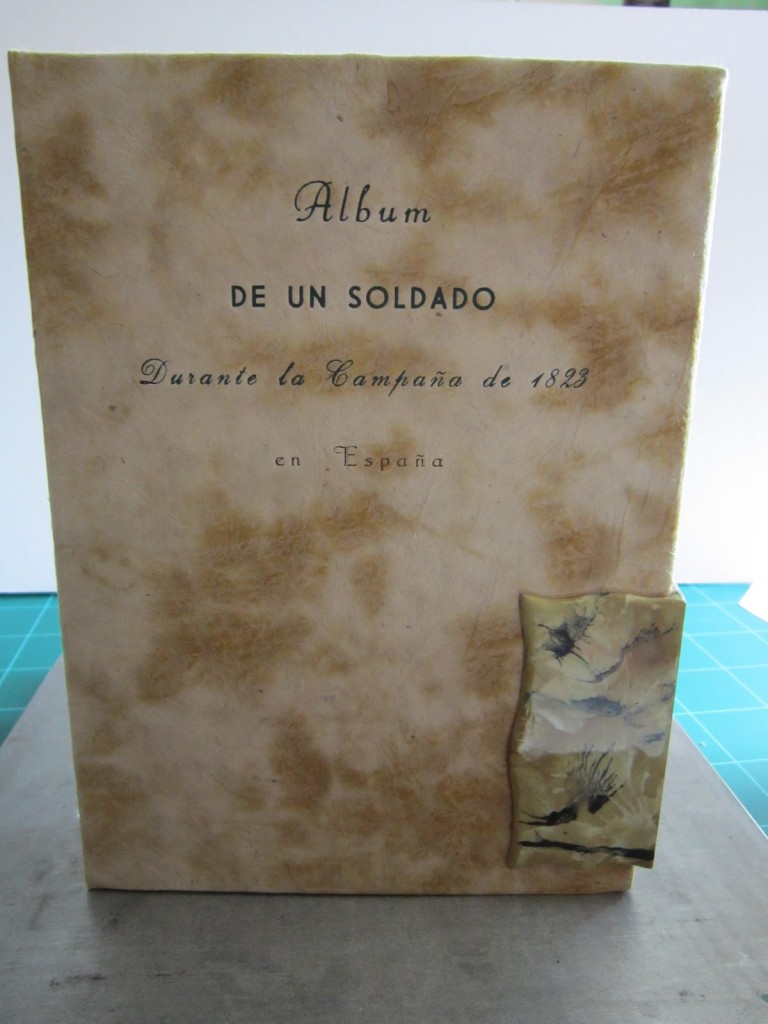 Album
DE UN SOLDADO
Durante la Campaña de 1823
en España